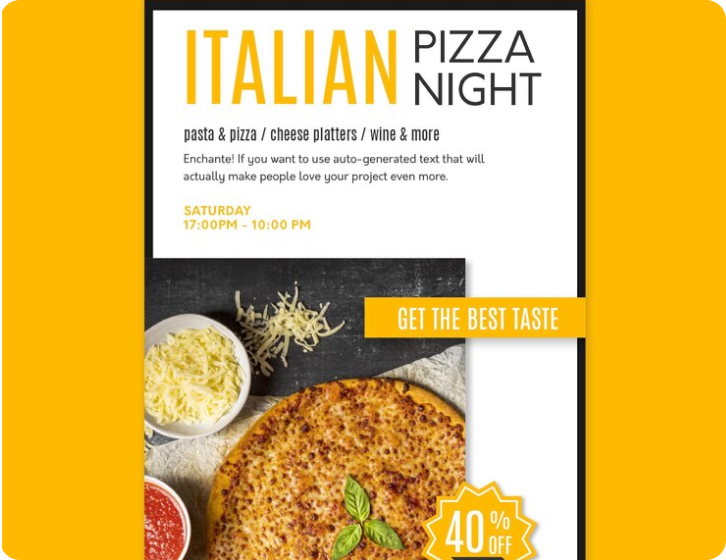 ITALIAN PIZZA
NIGHT
pasta & pizza / cheese platters / wine & more
Enchante! If you want to use auto-generated text that will
actually make people love your project even more.
SATURDAY
17:00PM - 10:00 PM
GET THE BEST TASTE
40%
OFF